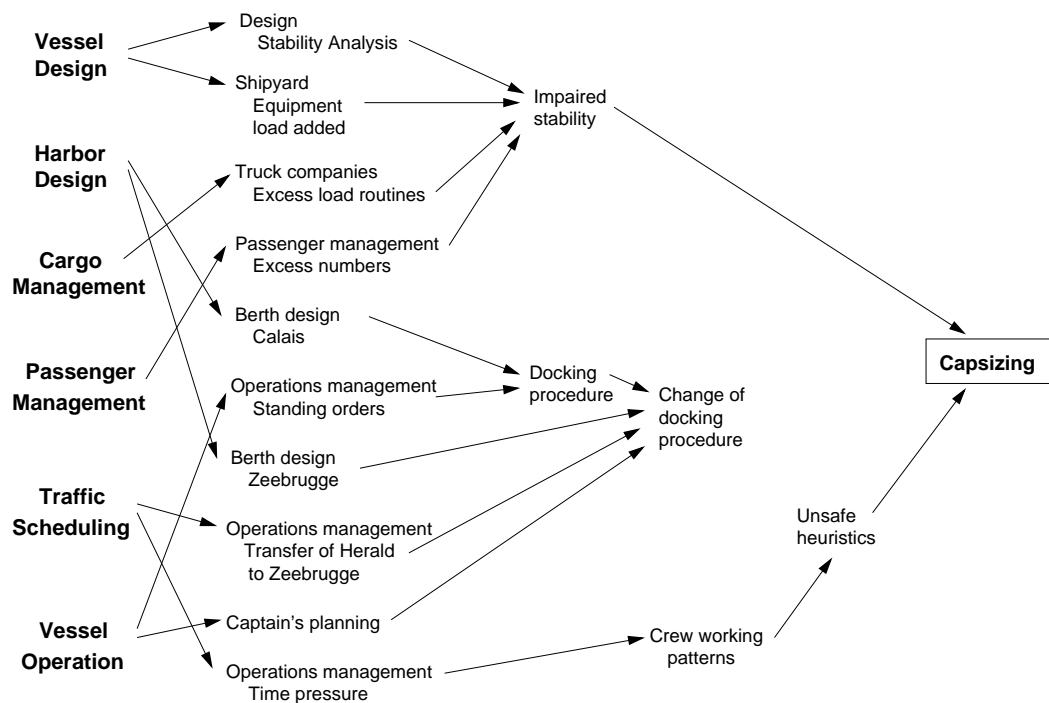 Vessel
Design
Harbor
Design
Cargo
Management
Passenger
Management
Traffic
Scheduling
Vessel
Operation
Design
Stability Analysis
Shipyard
Equipment
load added
Truck companies
Excess load routines
Passenger management
Excess numbers
Berth design
Calais
Operations management
Standing orders
Berth design
Zeebrugge
Operations management
Transfer of Herald
to Zeebrugge
Captain's planning
Operations management
Time pressure
Impaired
stability
Docking
procedure
Change of
docking
procedure
Crew working
patterns
Unsafe
heuristics
Capsizing